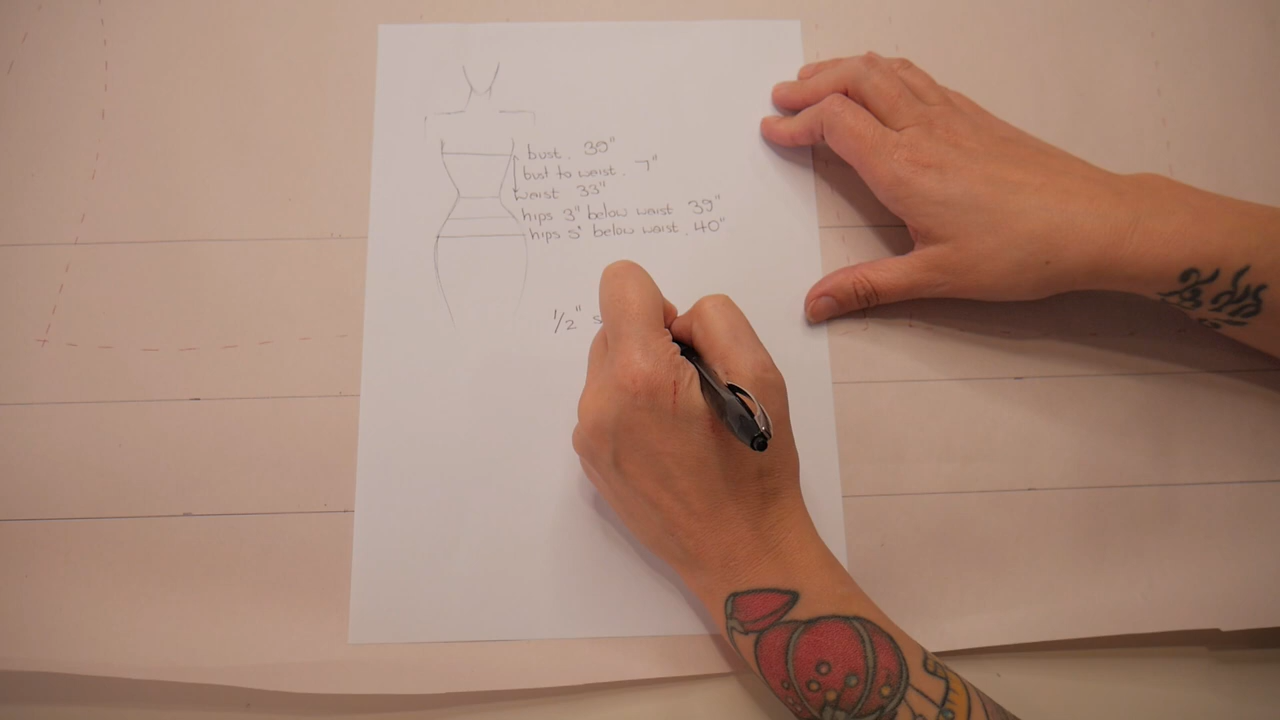 bust. 39"
bust to weist. 7"
waist 33"
hips 3" below waist 39"
hips 5" below waist. 40"
1/2" s